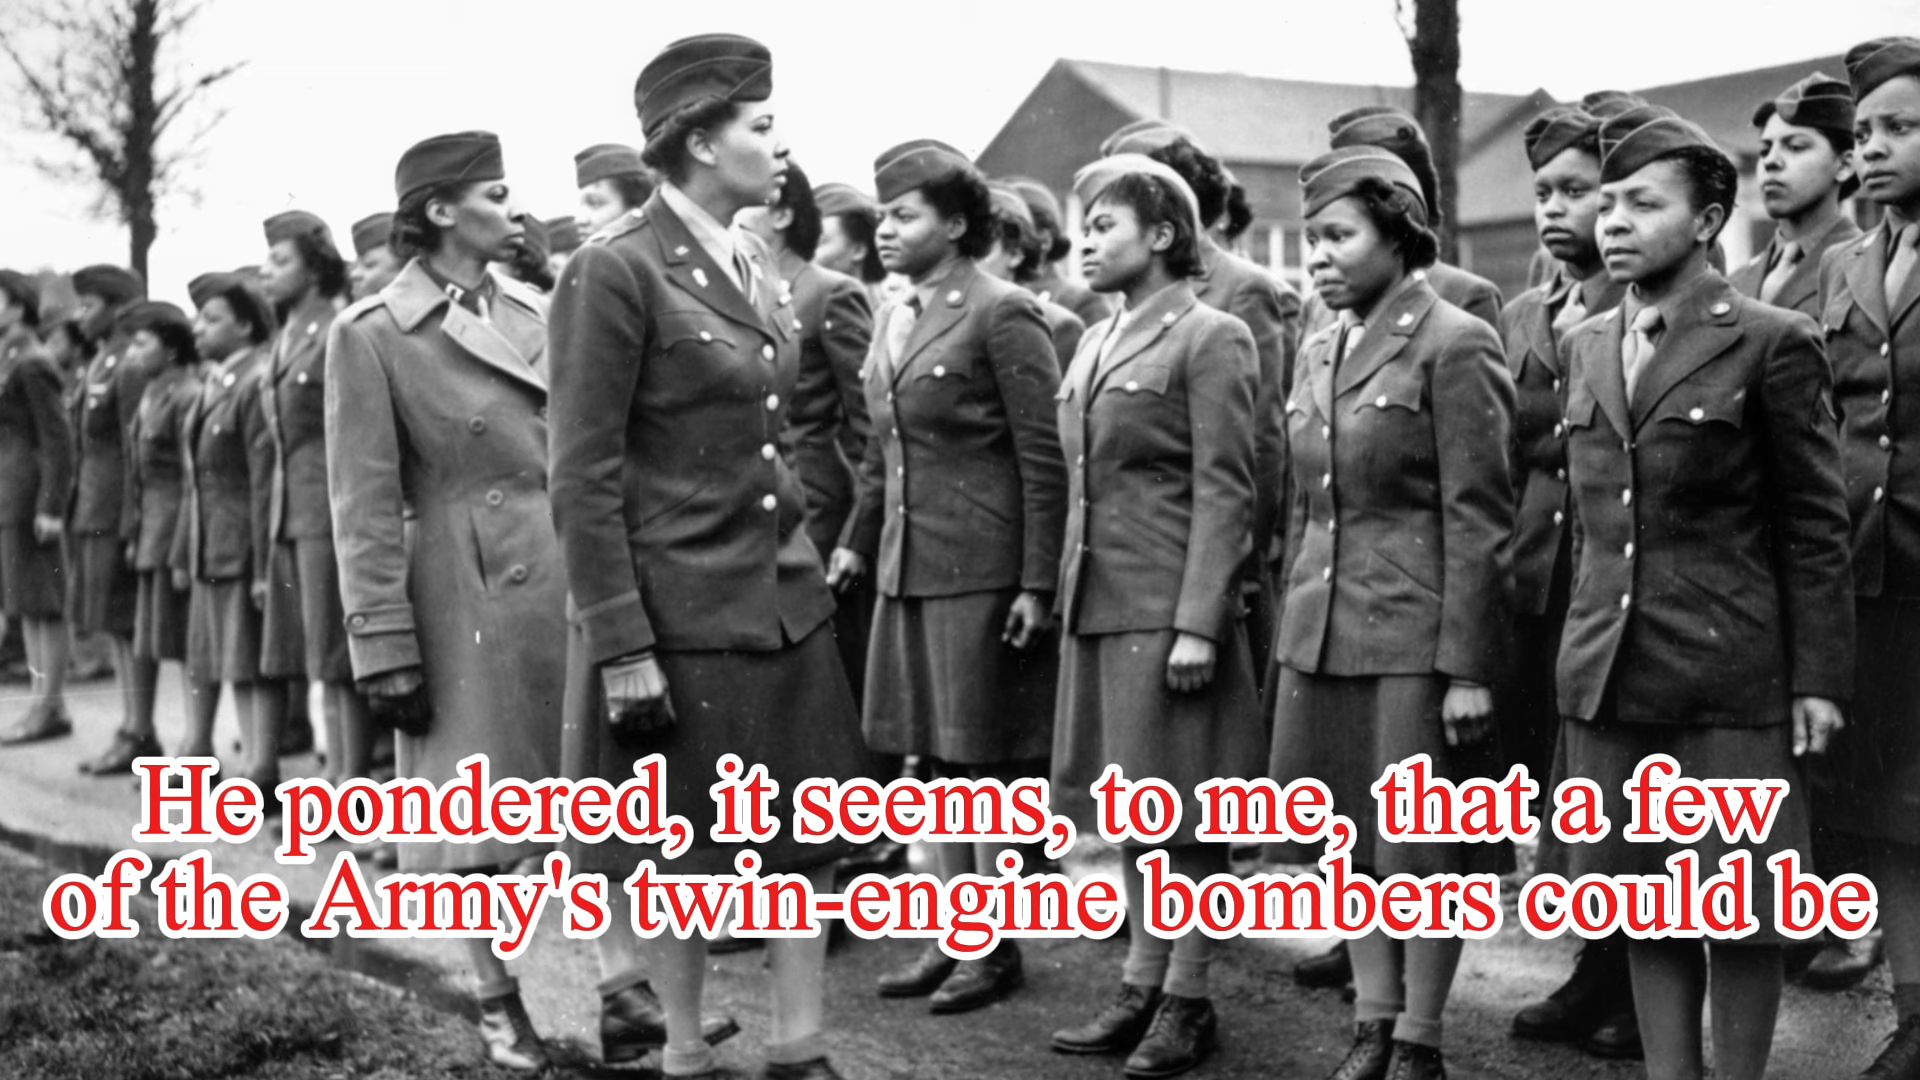 He pondered, it seems, to me, that a few
of the Army's twin-engine bombers could be